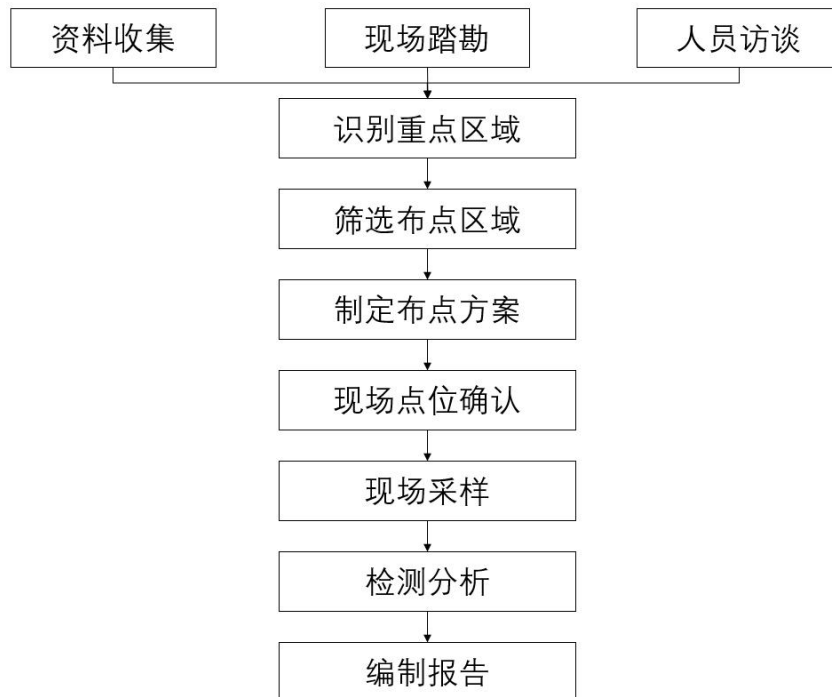 资料收集
现场踏勘
人员访谈
识别重点区域
筛选布点区域
制定布点方案
现场点位确认
现场采样
检测分析
编制报告